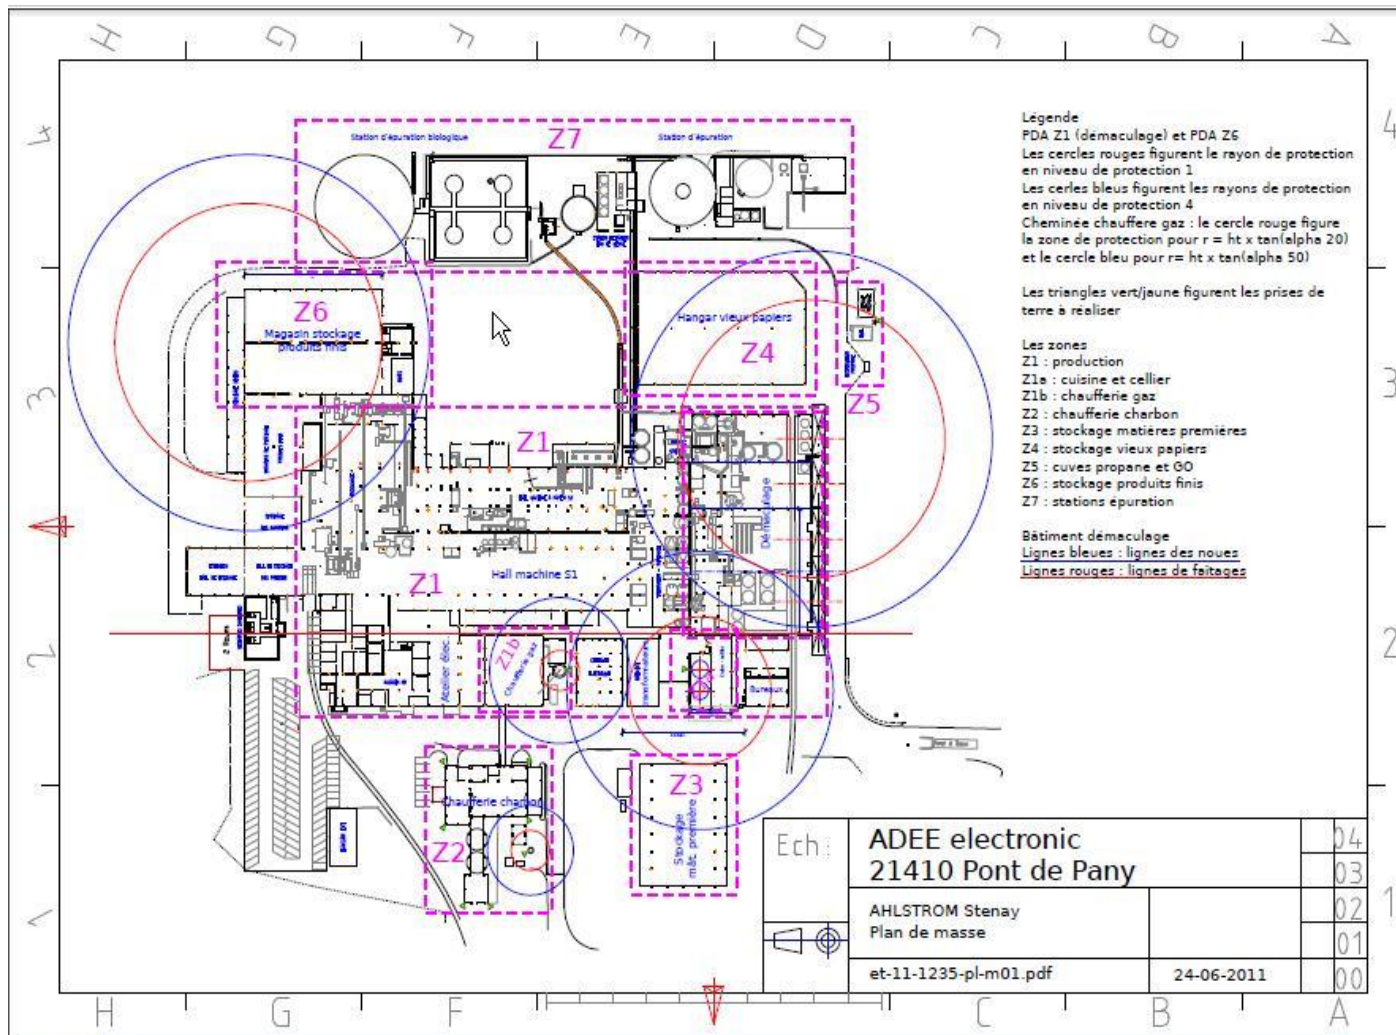 H G F E D C B A
4
4
Station d'épuration biologique
Z7
Station d'épuration
Légende
PDA Z1 (démaculage) et PDA Z6
Les cercles rouges figurent le rayon de protection
en niveau de protection 1
Les cerles bleus figurent les rayons de protection
en niveau de protection 4
Cheminée chauffere gaz : le cercle rouge figure
la zone de protection pour r = ht x tan(alpha 20)
et le cercle bleu pour r= ht x tan(alpha 50)
Les triangles vert/jaune figurent les prises de
terre à réaliser
Les zones
Z1 : production
Z1a : cuisine et cellier
Z1b : chaufferie gaz
Z2 : chaufferie charbon
Z3 : stockage matières premières
Z4 : stockage vieux papiers
Z5 : cuves propane et GO
Z6 : stockage produits finis
Z7 : stations épuration
Bâtiment démaculage
Lignes bleues : lignes des noues
Lignes rouges : lignes de faîtages
Z6
Magasin stockage
produits finis
Hangar vieux papiers
Z4
Z5
3
3
Z1
Démaculage
Hall machine S1
Z1
2
2
Z1b
Chaufferie gaz
Atelier élec.
transformateurs
Bureaux
Z3
Stockage
mât. première
Chaufferie charbon
Z2
1
1
Ech :
ADEE electronic
21410 Pont de Pany
AHLSTROM Stenay
Plan de masse
et-11-1235-pl-m01.pdf
24-06-2011
04
03
02
01
00
H G F C B A